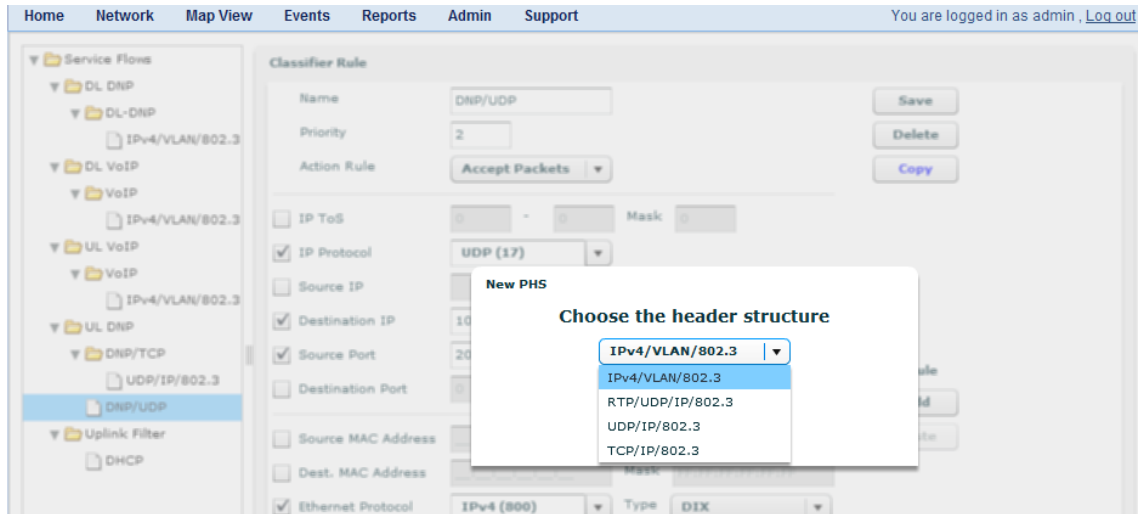 Home Network Map View Events Reports Admin Support You are logged in as admin , Log out
Service Flows
DL DNP
DL-DNP
IPv4/VLAN/802.3
DL VoIP
VoIP
IPv4/VLAN/802.3
UL VoIP
VoIP
IPv4/VLAN/802.3
UL DNP
DNP/TCP
UDP/IP/802.3
DNP/UDP
Uplink Filter
DHCP
Classifier Rule
Name DNP/UDP Save
Priority 2 Delete
Action Rule Accept Packets Copy
IP ToS 0 - 0 Mask 0
IP Protocol UDP (17)
Source IP
Destination IP 10
Source Port 20
Destination Port 0
Source MAC Address
Dest. MAC Address Mask
Ethernet Protocol IPv4 (800) Type DIX
New PHS
Choose the header structure
IPv4/VLAN/802.3
IPv4/VLAN/802.3
RTP/UDP/IP/802.3
UDP/IP/802.3
TCP/IP/802.3